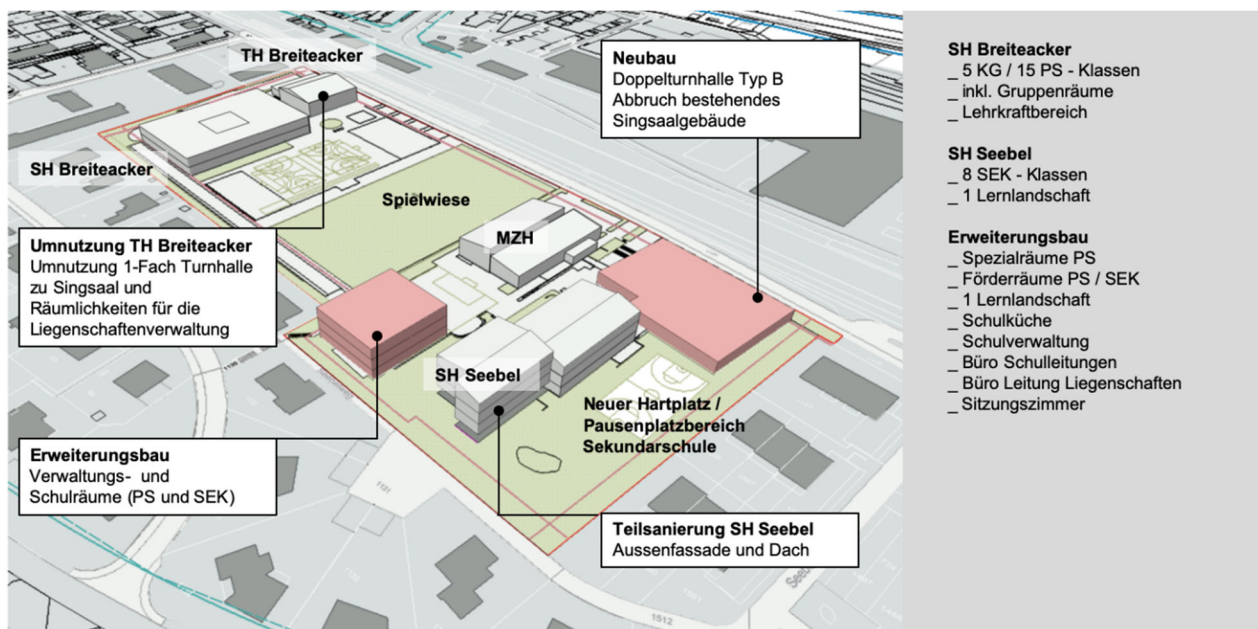 TH Breiteacker
Neubau
Doppelturnhalle Typ B
Abbruch bestehendes
Singsaalgebäude
SH Breiteacker
Spielwiese
MZH
Umnutzung TH Breiteacker
Umnutzung 1-Fach Turnhalle
zu Singsaal und
Räumlichkeiten für die
Liegenschaftenverwaltung
SH Seebel
Neuer Hartplatz /
Pausenplatzbereich
Sekundarschule
Erweiterungsbau
Verwaltungs- und
Schulräume (PS und SEK)
Teilsanierung SH Seebel
Aussenfassade und Dach
1131
1512
SH Breiteacker
_ 5 KG / 15 PS - Klassen
_ inkl. Gruppenräume
_ Lehrkraftbereich
SH Seebel
_ 8 SEK - Klassen
_ 1 Lernlandschaft
Erweiterungsbau
_ Spezialräume PS
_ Förderräume PS / SEK
_ 1 Lernlandschaft
_ Schulküche
_ Schulverwaltung
_ Büro Schulleitungen
_ Büro Leitung Liegenschaften
_ Sitzungszimmer